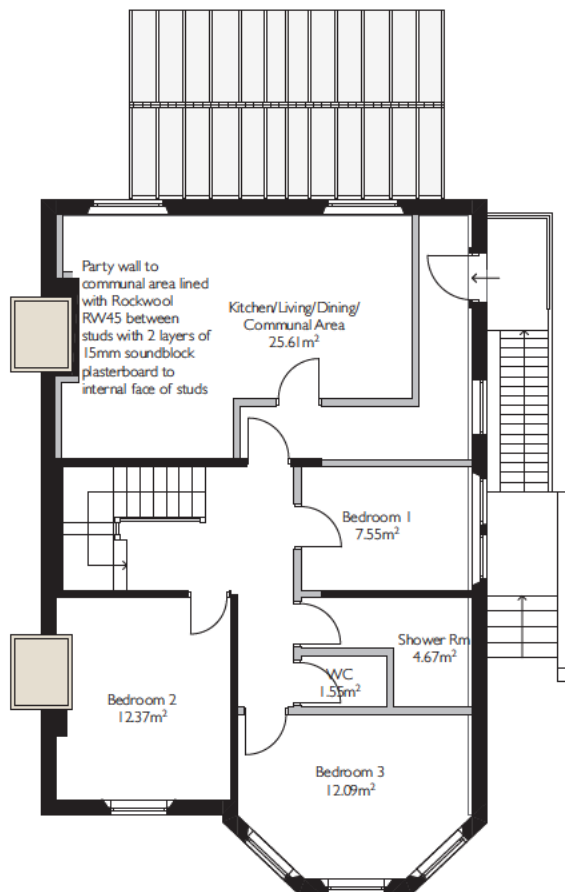 Party wall to
communal area lined
with Rockwool
RW45 between
studs with 2 layers of
15mm soundblock
plasterboard to
internal face of studs
Kitchen/Living/Dining/
Communal Area
25.61m²
Bedroom 1
7.55m²
Shower Rm
4.67m²
WC
1.55m²
Bedroom 2
12.37m²
Bedroom 3
12.09m²